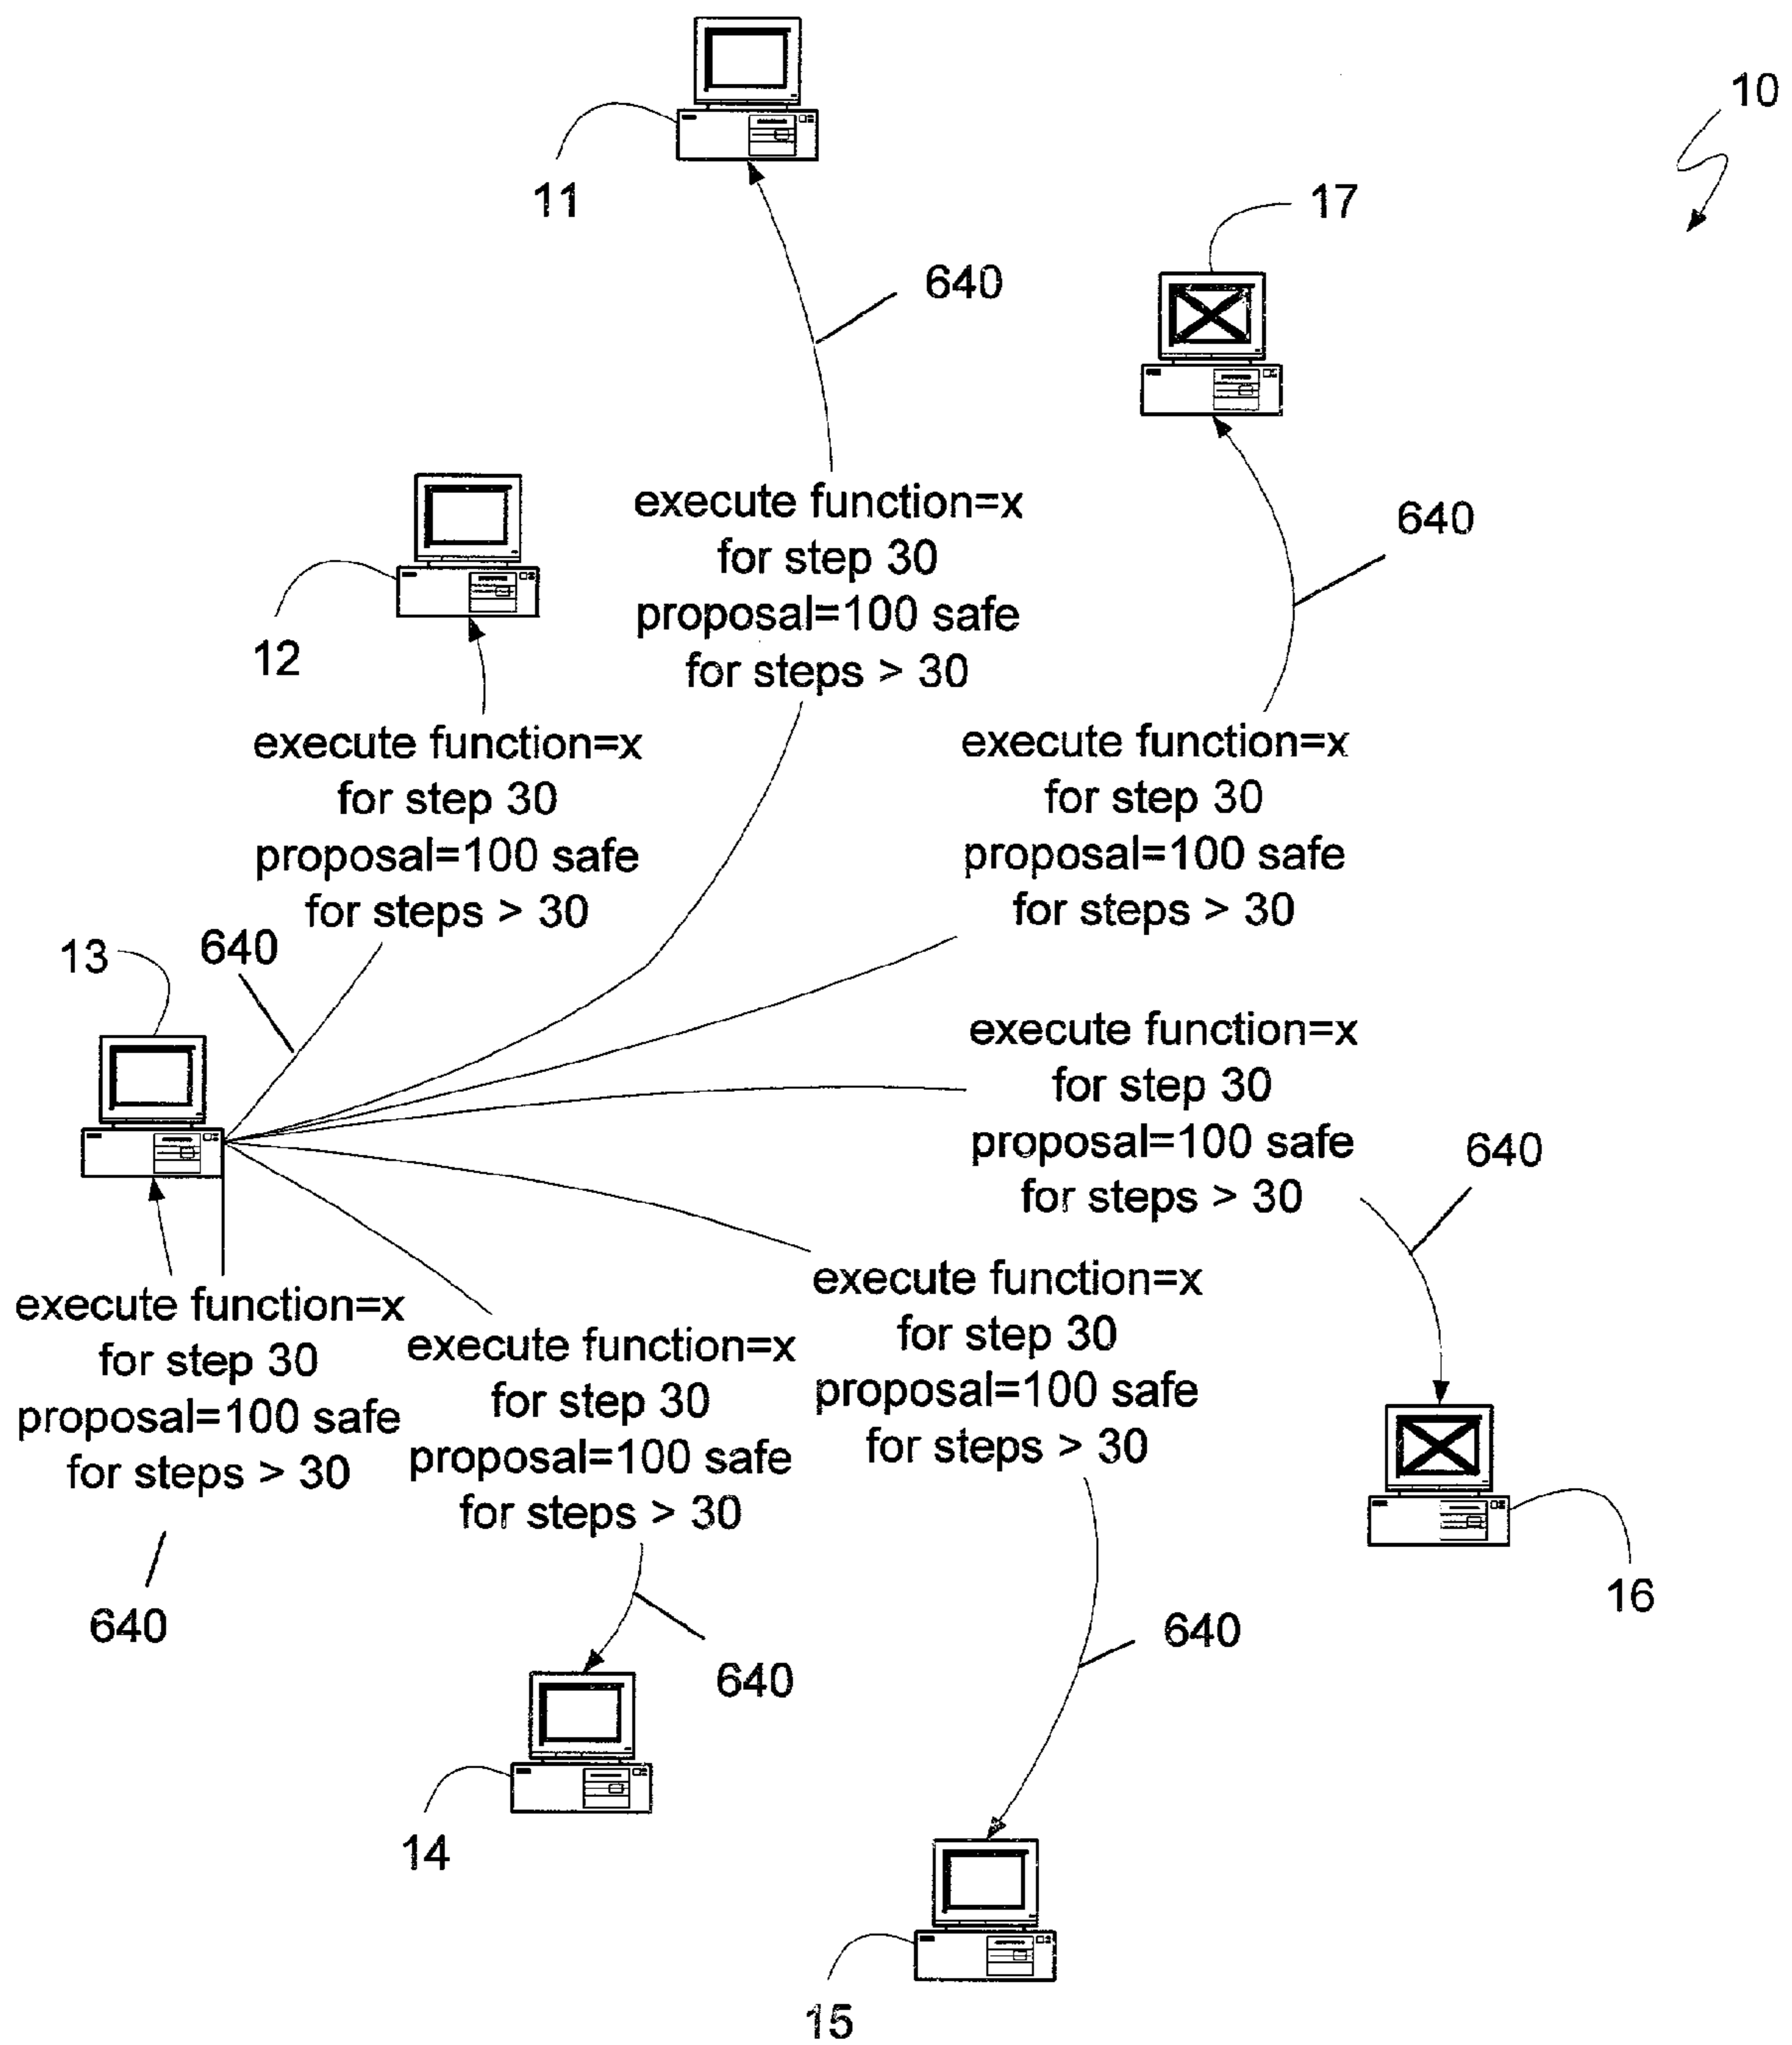 10
11
17
640
execute function=x
for step 30
proposal=100 safe
for steps > 30
640
12
execute function=x
for step 30
proposal=100 safe
for steps > 30
execute function=x
for step 30
proposal=100 safe
for steps > 30
13
640
execute function=x
for step 30
proposal=100 safe
for steps > 30
640
execute function=x
for step 30
proposal=100 safe
for steps > 30
execute function=x
for step 30
proposal=100 safe
for steps > 30
execute function=x
for step 30
proposal=100 safe
for steps > 30
640
16
640
640
14
15